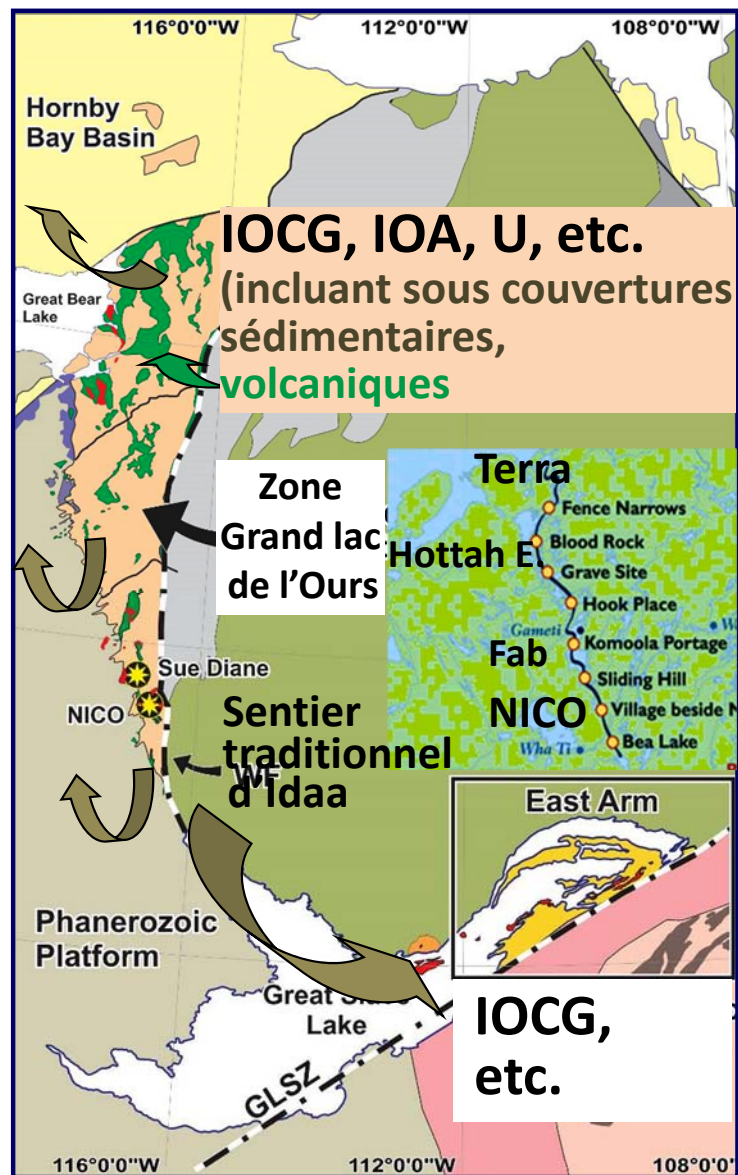 116°0'0"W 112°0'0"W 108°0'0"W
Hornby
Bay Basin
IOCG, IOA, U, etc.
(incluant sous couvertures
sédimentaires,
volcaniques
Great Bear
Lake
Zone
Grand lac
de l'Ours
Terra
Fence Narrows
Blood Rock
Hottah E.
Grave Site
Hook Place
Gameti
Komoola Portage
Fab
Sliding Hill
NICO
Village beside
Wha Ti
Bea Lake
Sue Diane
NICO
Sentier
traditionnel
d Idaa
East Arm
Phanerozoic
Platform
Great
Lake
IOCG,
etc.
GLSZ
116°0'0"W 112°0'0"W 108°0'0"